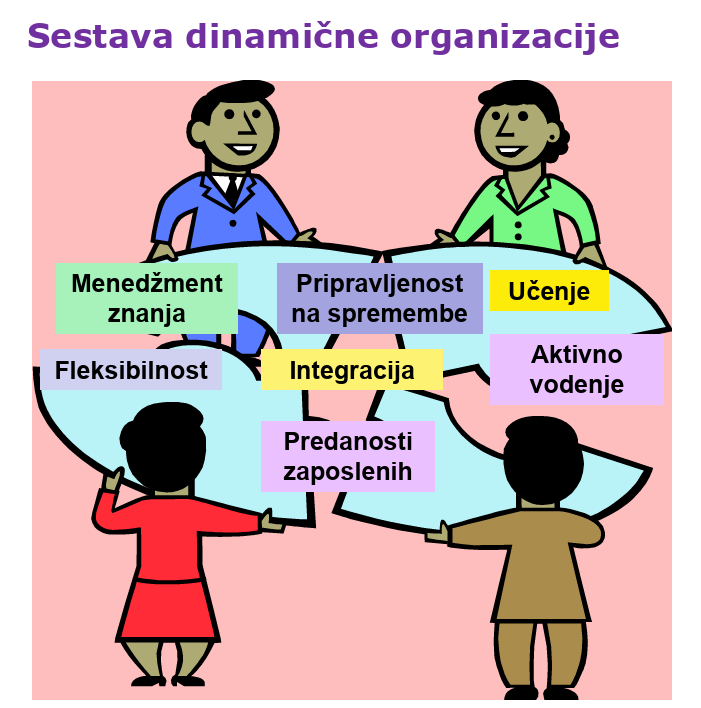 Sestava dinamične organizacije
Menedžment
znanja
Pripravljenost
na spremembe
Učenje
Fleksibilnost
Integracija
Aktivno
vodenje
Predanosti
zaposlenih